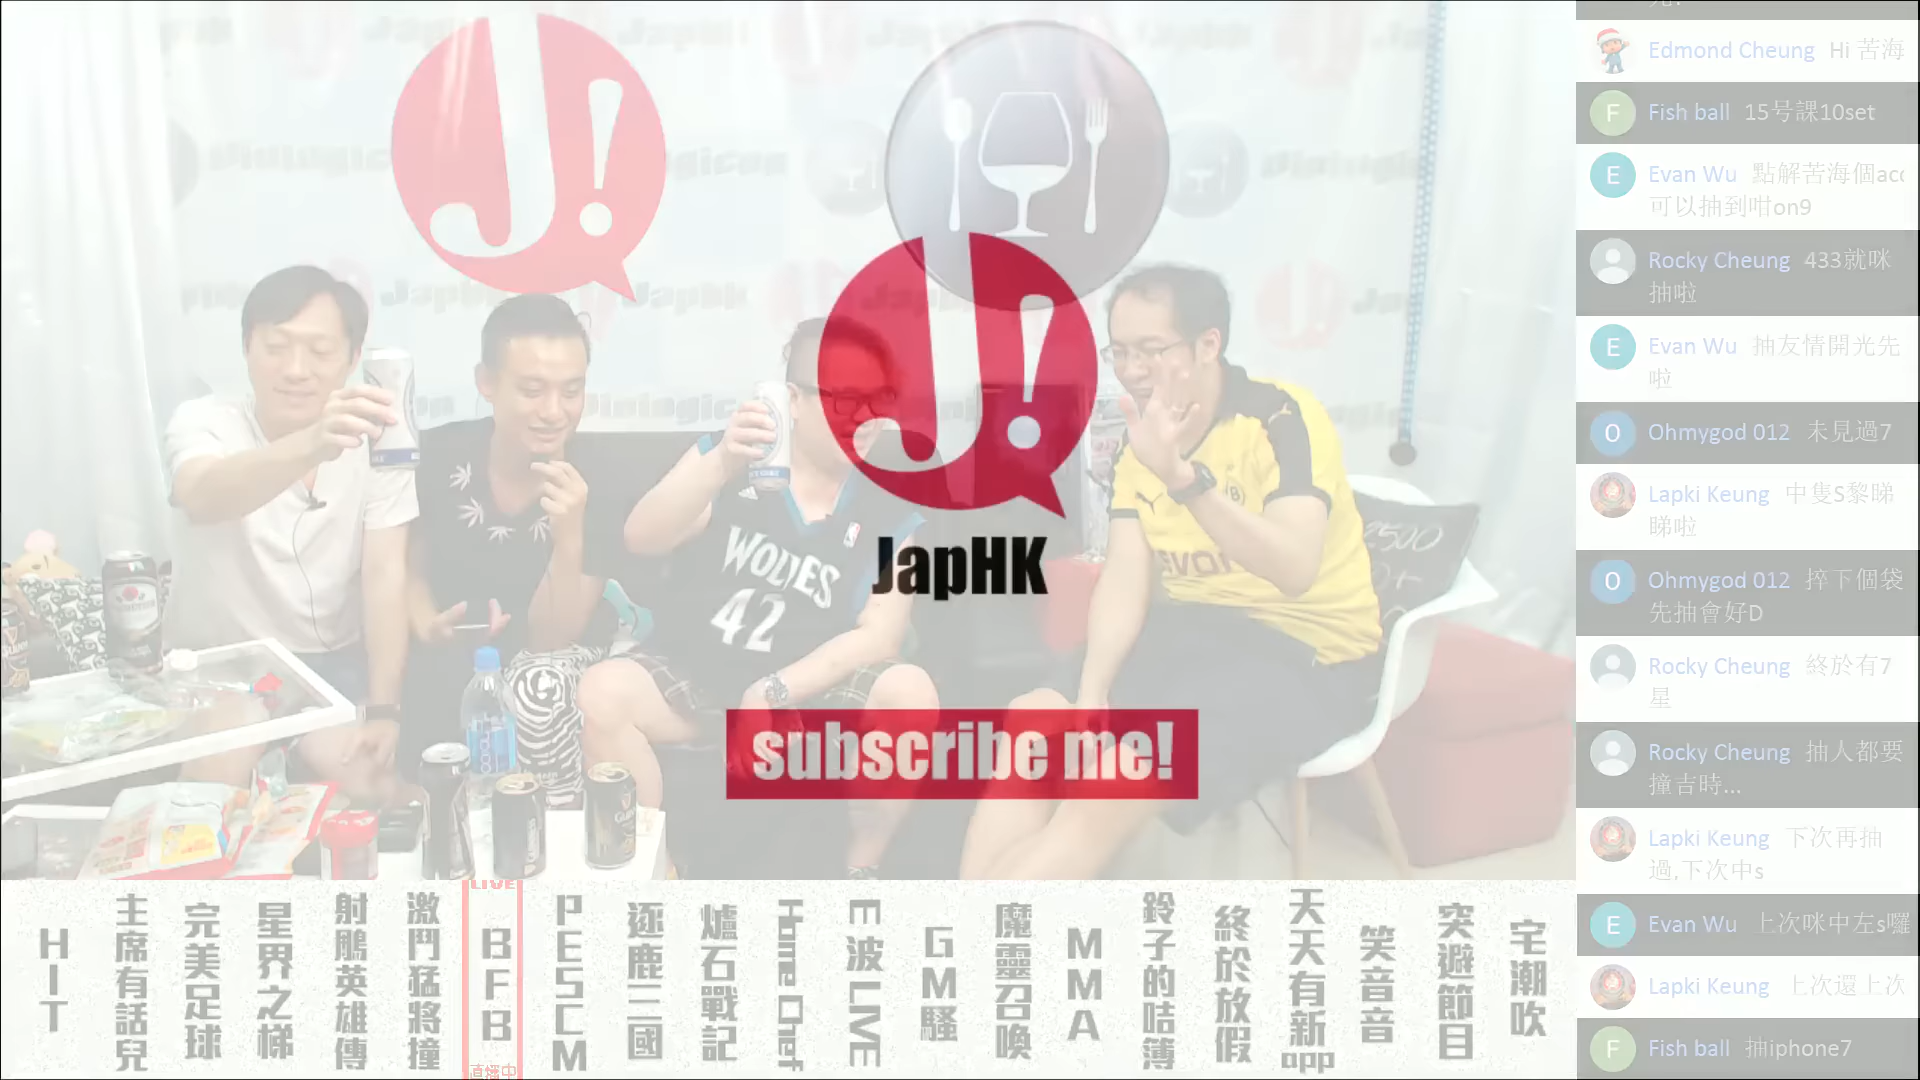 J!
J!
JapHK
subscribe me!
WOLVES
42
2500
HIT
主席有話兒
完美足球
星界之梯
射鵰英雄傳
激鬥猛將撞
LIVE
BFB
直播中
PESCM
逐鹿三國
爐石戰記
Home Chef
E波LIVE
GM騷
魔靈召喚
MMA
鈴子的咭簿
終於放假
天天有新app
笑音音
突避節目
宅潮吹
Edmond Cheung Hi 苦海
Fish ball 15号課10set
Evan Wu 點解苦海個acc
可以抽到咁on9
Rocky Cheung 433就咪
抽啦
Evan Wu 抽友情開光先
啦
Ohmygod 012 未見過7
Lapki Keung 中隻S黎睇
睇啦
Ohmygod 012 捽下個袋
先抽會好D
Rocky Cheung 終於有7
星
Rocky Cheung 抽人都要
撞吉時...
Lapki Keung 下次再抽
過,下次中s
Evan Wu 上次咪中左s囉
Lapki Keung 上次還上次
Fish ball 抽iphone7